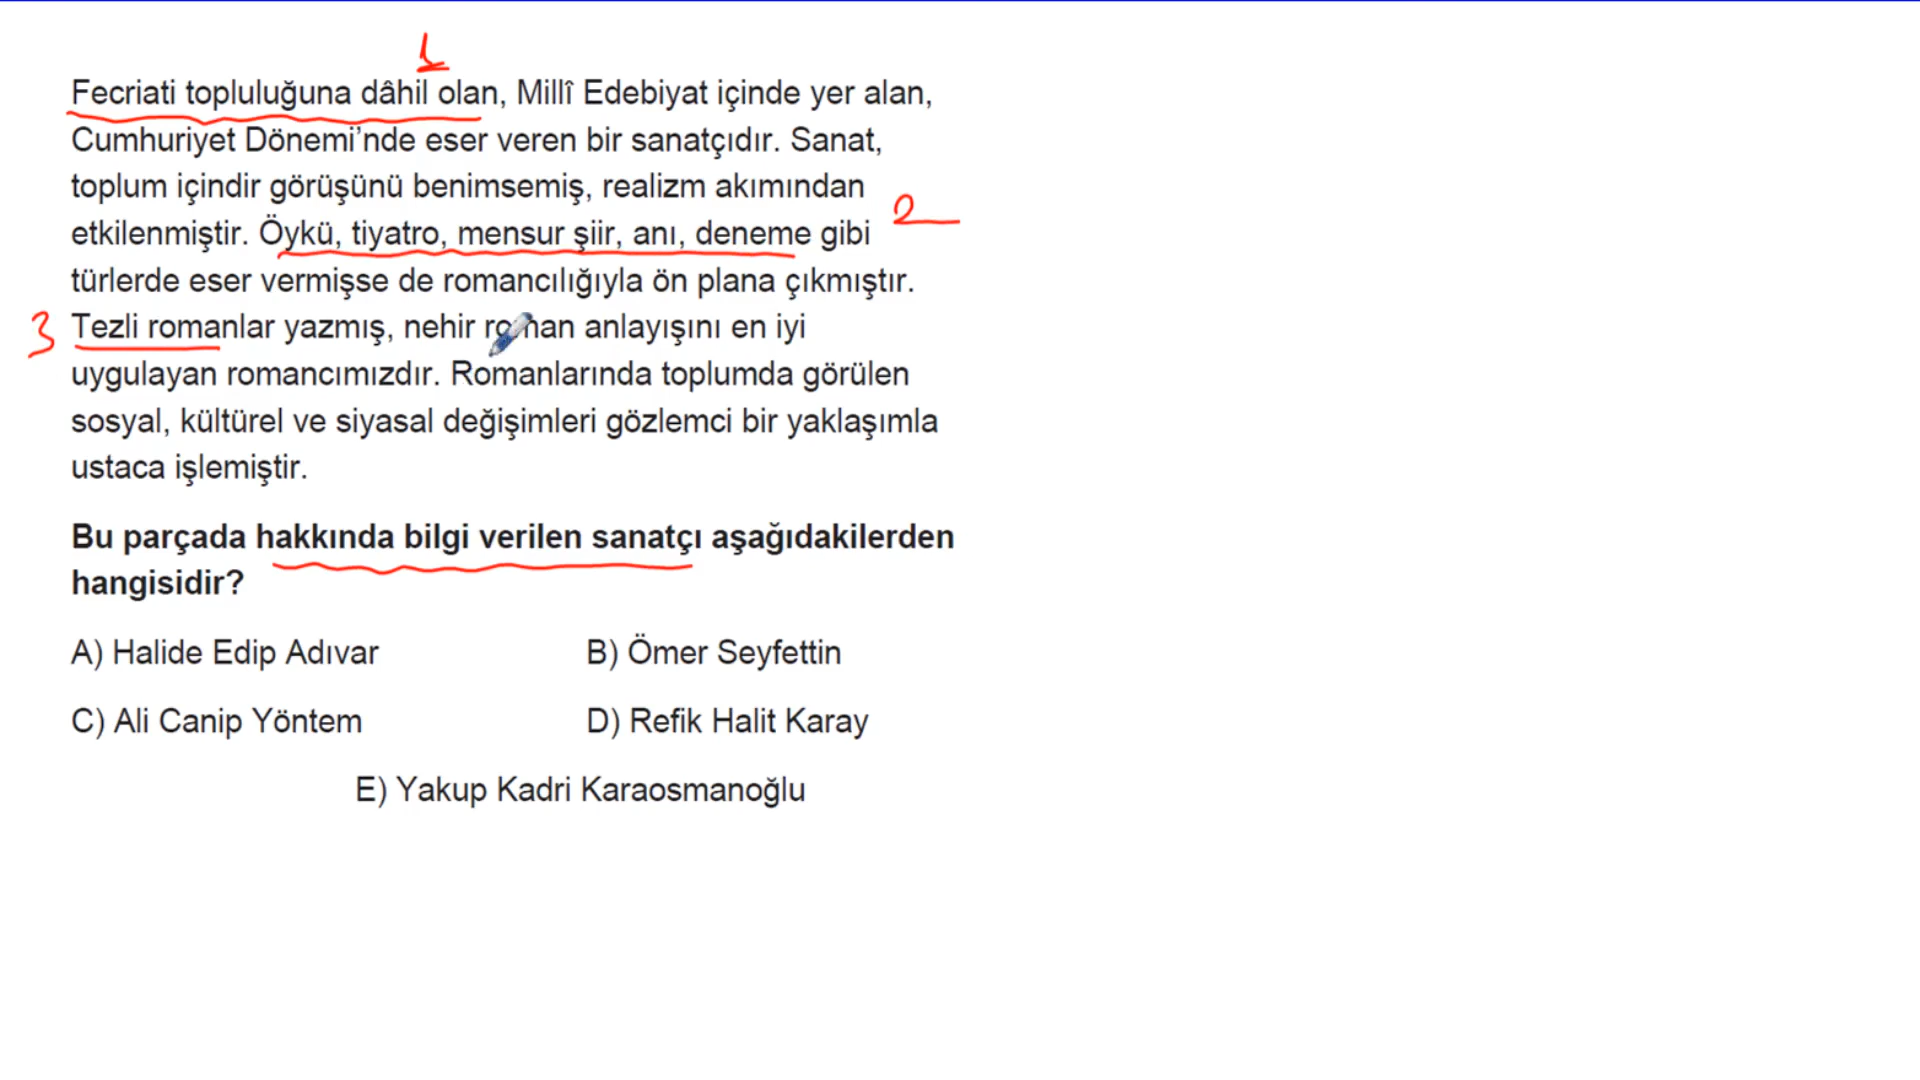 1
Fecriati topluluğuna dâhil olan, Millî Edebiyat içinde yer alan,
Cumhuriyet Dönemi’nde eser veren bir sanatçıdır. Sanat,
toplum içindir görüşünü benimsemiş, realizm akımından
2
etkilenmiştir. Öykü, tiyatro, mensur şiir, anı, deneme gibi
türlerde eser vermişse de romancılığıyla ön plana çıkmıştır.
3 Tezli romanlar yazmış, nehir roman anlayışını en iyi
uygulayan romancımızdır. Romanlarında toplumda görülen
sosyal, kültürel ve siyasal değişimleri gözlemci bir yaklaşımla
ustaca işlemiştir.
Bu parçada hakkında bilgi verilen sanatçı aşağıdakilerden
hangisidir?
A) Halide Edip Adıvar B) Ömer Seyfettin
C) Ali Canip Yöntem D) Refik Halit Karay
E) Yakup Kadri Karaosmanoğlu